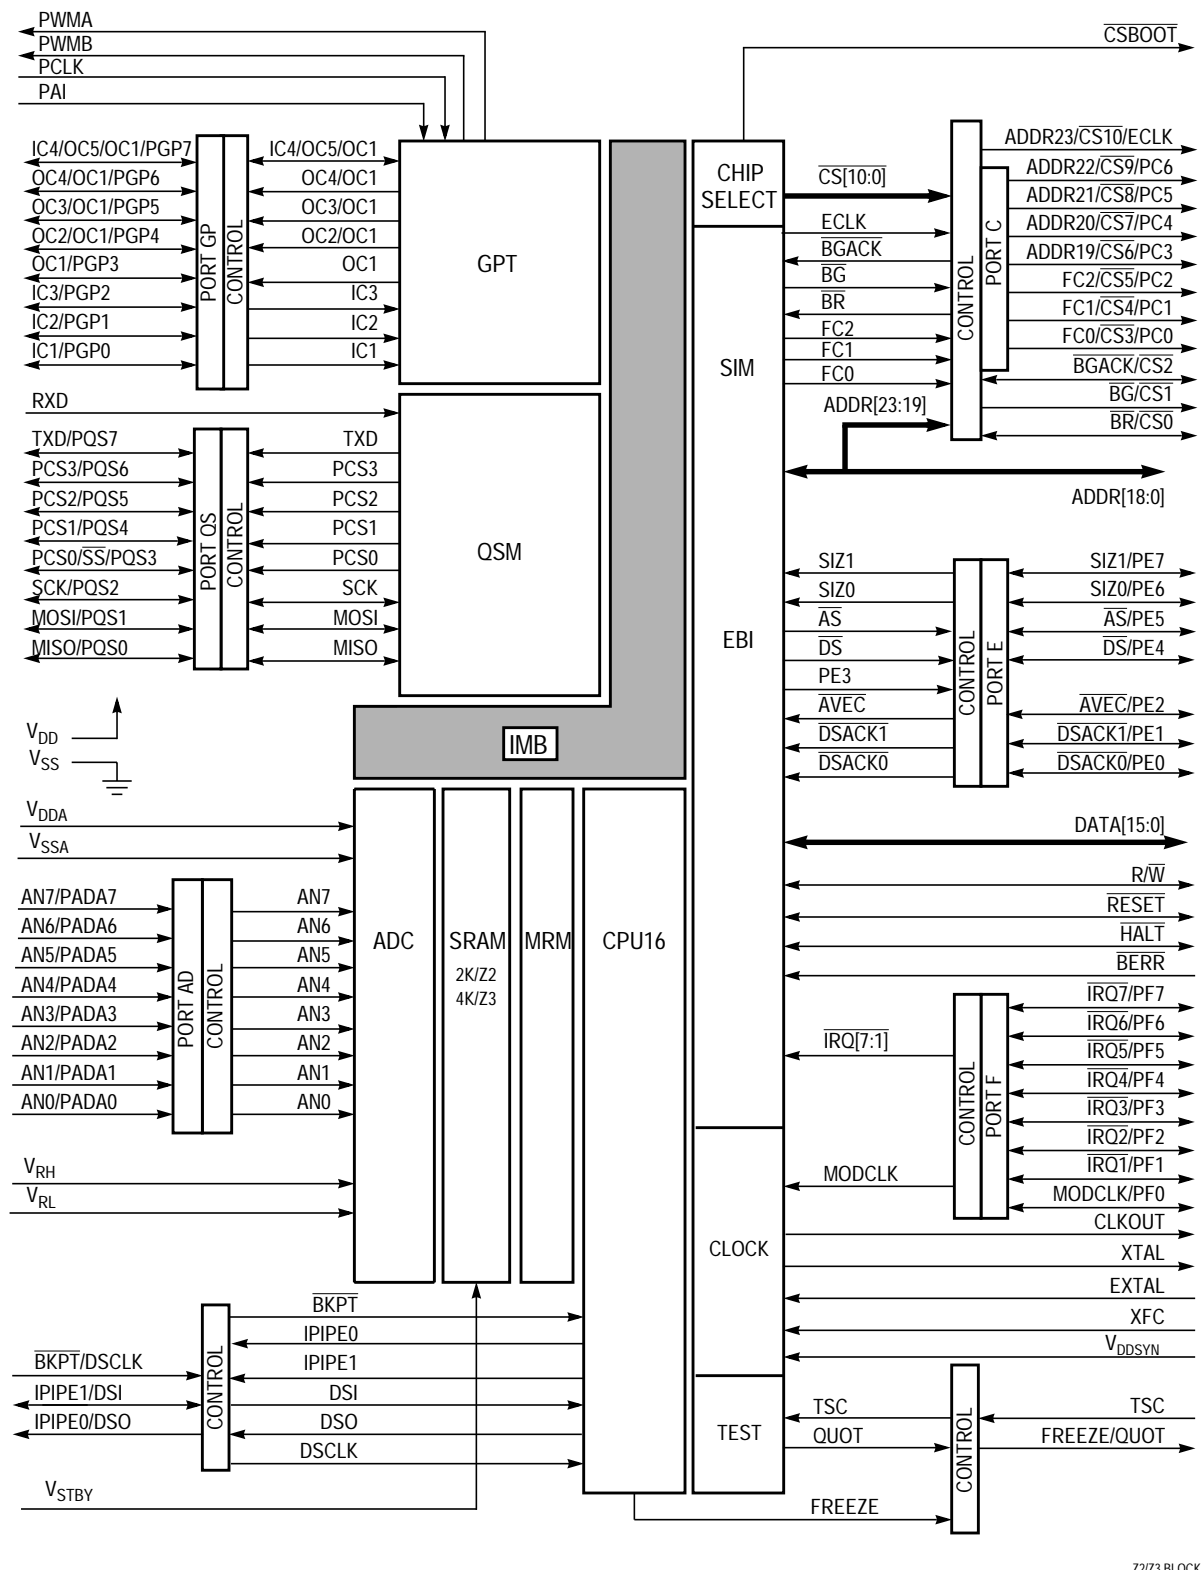 PWMA
PWMB
PCLK
PAI
CSBOOT
IC4/OC5/OC1/PGP7
OC4/OC1/PGP6
OC3/OC1/PGP5
OC2/OC1/PGP4
OC1/PGP3
IC3/PGP2
IC2/PGP1
IC1/PGP0
PORT GP
CONTROL
IC4/OC5/OC1
OC4/OC1
OC3/OC1
OC2/OC1
OC1
IC3
IC2
IC1
GPT
RXD
TXD/PQS7
PCS3/PQS6
PCS2/PQS5
PCS1/PQS4
PCS0/SS/PQS3
SCK/PQS2
MOSI/PQS1
MISO/PQS0
PORT QS
CONTROL
TXD
PCS3
PCS2
PCS1
PCS0
SCK
MOSI
MISO
QSM
VDD
VSS
IMB
VDDA
VSSA
AN7/PADA7
AN6/PADA6
AN5/PADA5
AN4/PADA4
AN3/PADA3
AN2/PADA2
AN1/PADA1
AN0/PADA0
PORT AD
CONTROL
AN7
AN6
AN5
AN4
AN3
AN2
AN1
AN0
VRH
VRL
ADC
SRAM
2K/Z2
4K/Z3
MRM
CPU16
BKPT/DSCLK
IPIPE1/DSI
IPIPE0/DSO
CONTROL
BKPT
IPIPE0
IPIPE1
DSI
DSO
DSCLK
VSTBY
CHIP
SELECT
SIM
EBI
CLOCK
TEST
CS[10:0]
ECLK
BGACK
BG
BR
FC2
FC1
FC0
ADDR[23:19]
CONTROL
PORT C
ADDR23/CS10/ECLK
ADDR22/CS9/PC6
ADDR21/CS8/PC5
ADDR20/CS7/PC4
ADDR19/CS6/PC3
FC2/CS5/PC2
FC1/CS4/PC1
FC0/CS3/PC0
BGACK/CS2
BG/CS1
BR/CS0
ADDR[18:0]
SIZ1
SIZ0
AS
DS
PE3
AVEC
DSACK1
DSACK0
CONTROL
PORT E
SIZ1/PE7
SIZ0/PE6
AS/PE5
DS/PE4
AVEC/PE2
DSACK1/PE1
DSACK0/PE0
DATA[15:0]
R/W
RESET
HALT
BERR
IRQ[7:1]
MODCLK
CONTROL
PORT F
IRQ7/PF7
IRQ6/PF6
IRQ5/PF5
IRQ4/PF4
IRQ3/PF3
IRQ2/PF2
IRQ1/PF1
MODCLK/PF0
CLKOUT
XTAL
EXTAL
XFC
VDDSYN
TSC
QUOT
FREEZE
CONTROL
TSC
FREEZE/QUOT
Z2/Z3 BLOCK